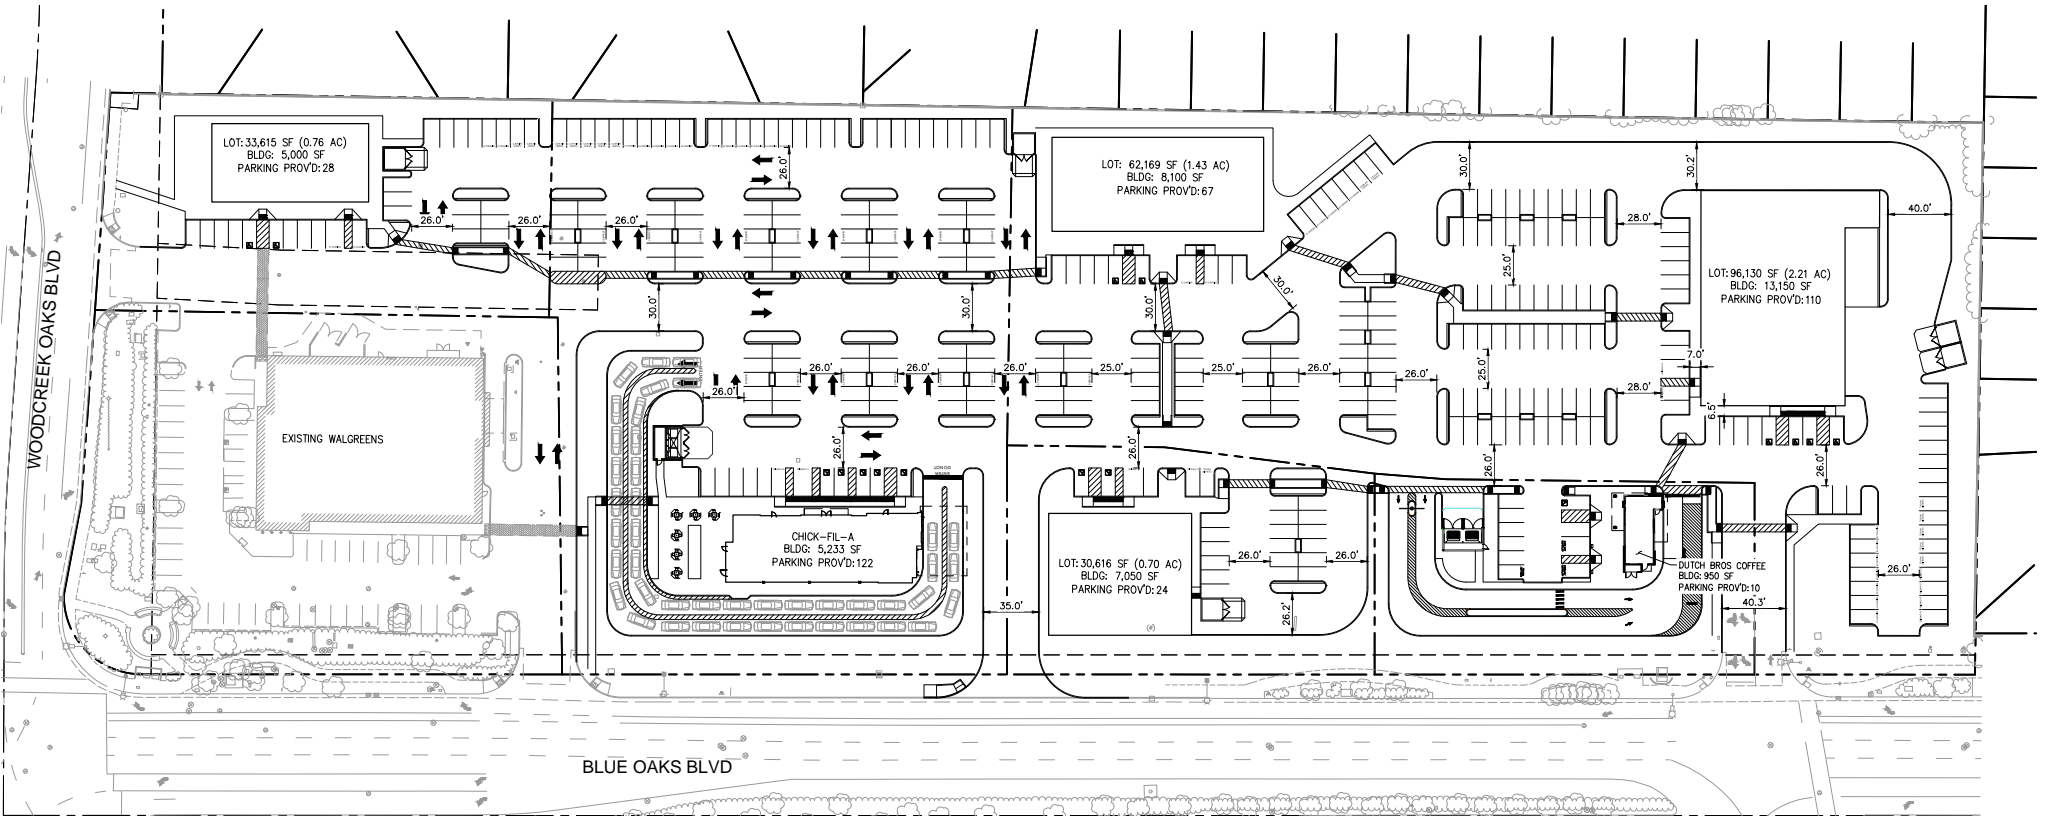 LOT: 33,615 SF (0.76 AC)
BLDG: 5,000 SF
PARKING PROV'D: 28
LOT: 62,169 SF (1.43 AC)
BLDG: 8,100 SF
PARKING PROV'D: 67
LOT: 96,130 SF (2.21 AC)
BLDG: 13,150 SF
PARKING PROV'D: 110
26.0'
30.0'
30.2'
40.0'
26.0'
26.0'
26.0'
28.0'
25.0'
30.0'
30.0'
30.0'
30.0'
WOODCREEK OAKS BLVD
EXISTING WALGREENS
26.0'
26.0'
26.0'
26.0'
25.0'
25.0'
26.0'
26.0'
25.0'
28.0'
7.0'
6.5'
26.0'
26.0'
26.0'
26.0'
DO NOT
ENTER
CHICK-FIL-A
BLDG: 5,233 SF
PARKING PROV'D: 122
LOT: 30,616 SF (0.70 AC)
BLDG: 7,050 SF
PARKING PROV'D: 24
26.0'
26.0'
26.2'
35.0'
DUTCH BROS COFFEE
BLDG: 950 SF
PARKING PROV'D: 10
40.3'
26.0'
BLUE OAKS BLVD